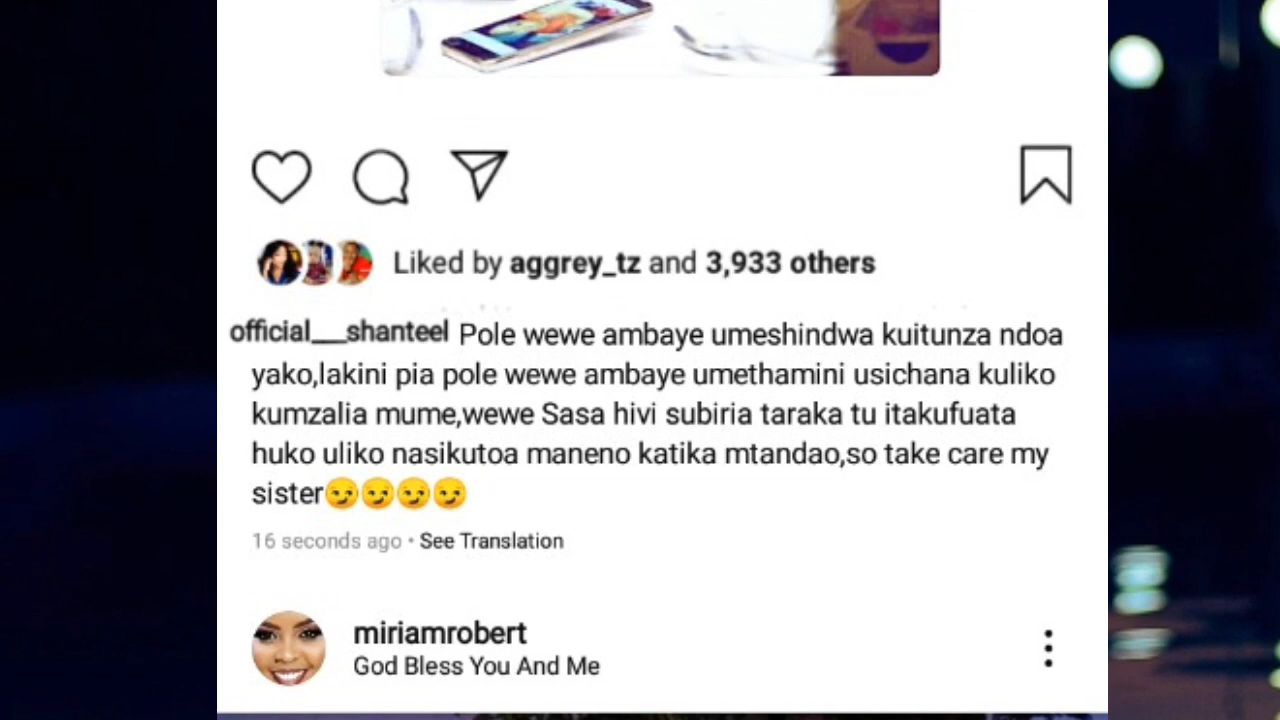 Liked by aggrey_tz and 3,933 others
official__shanteel Pole wewe ambaye umeshindwa kuitunza ndoa
yako,lakini pia pole wewe ambaye umethamini usichana kuliko
kumzalia mume,wewe Sasa hivi subiria taraka tu itakufuata
huko uliko nasikutoa maneno katika mtandao,so take care my
sister😏😏😏😏
16 seconds ago • See Translation
miriamrobert
God Bless You And Me